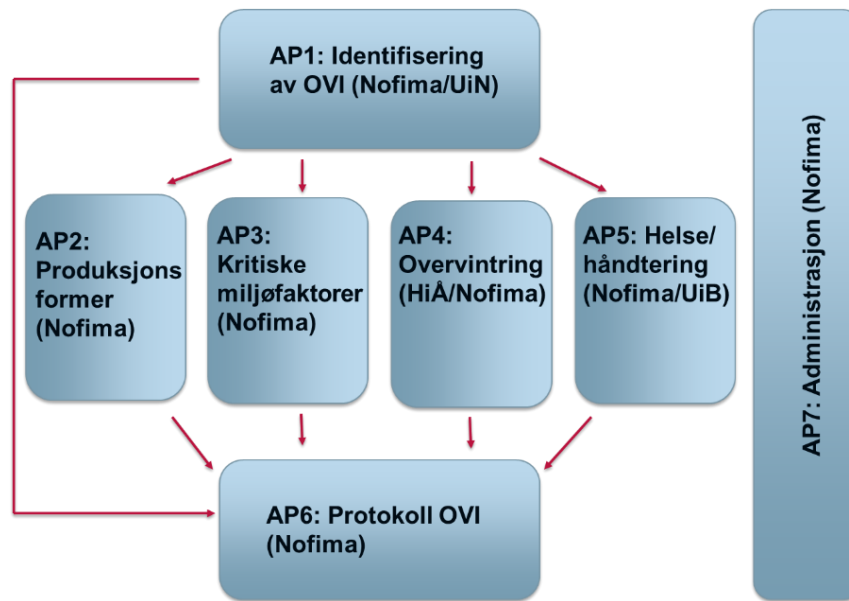 AP1: Identifisering
av OVI (Nofima/UiN)
AP2:
Produksjons
former
(Nofima)
AP3:
Kritiske
miljøfaktorer
(Nofima)
AP4:
Overvintring
(HiÅ/Nofima)
AP5: Helse/
håndtering
(Nofima/UiB)
AP6: Protokoll OVI
(Nofima)
AP7: Administrasjon (Nofima)